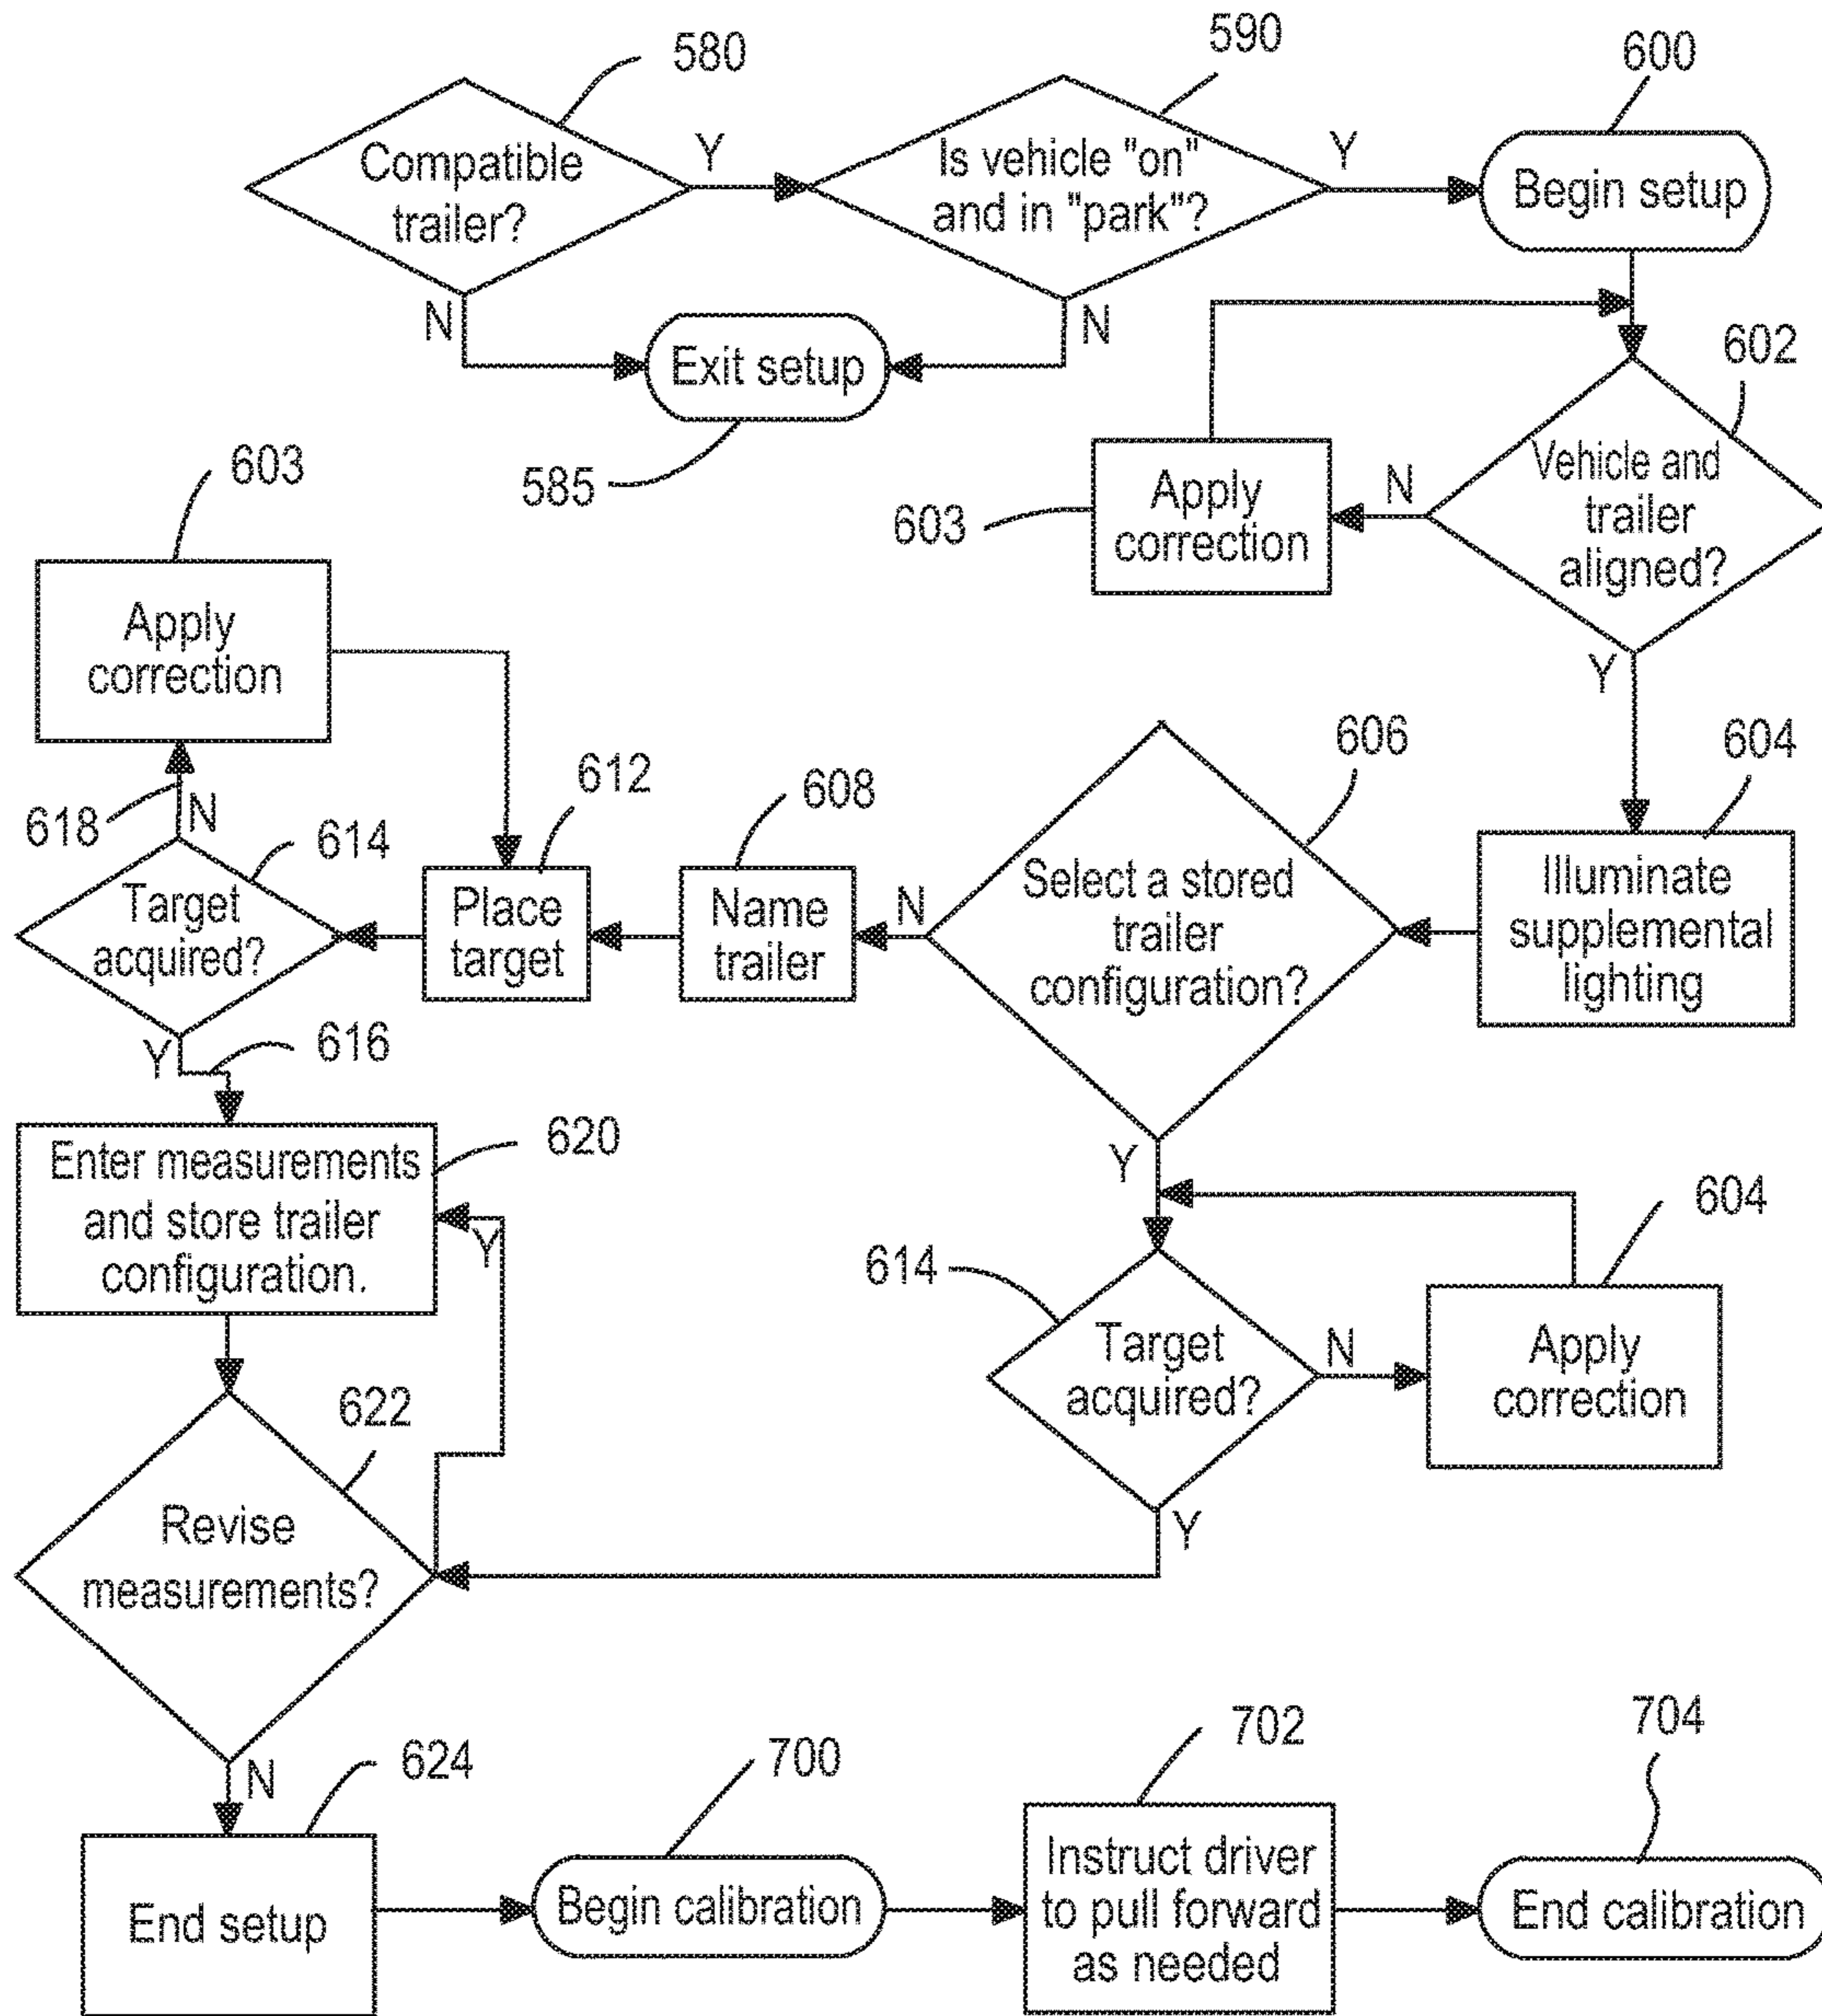 580
590
600
Compatible
trailer?
Y
Is vehicle "on"
and in "park"?
Y
Begin setup
N
N
Exit setup
585
602
Vehicle and
trailer
aligned?
N
Apply
correction
603
Y
603
Apply
correction
606
604
Illuminate
supplemental
lighting
Select a stored
trailer
configuration?
N
608
Name
trailer
612
Place
target
618
N
614
Target
acquired?
Y
616
620
Enter measurements
and store trailer
configuration.
Y
Y
604
614
Target
acquired?
N
Apply
correction
Y
622
Revise
measurements?
N
624
End setup
700
Begin calibration
702
Instruct driver
to pull forward
as needed
704
End calibration